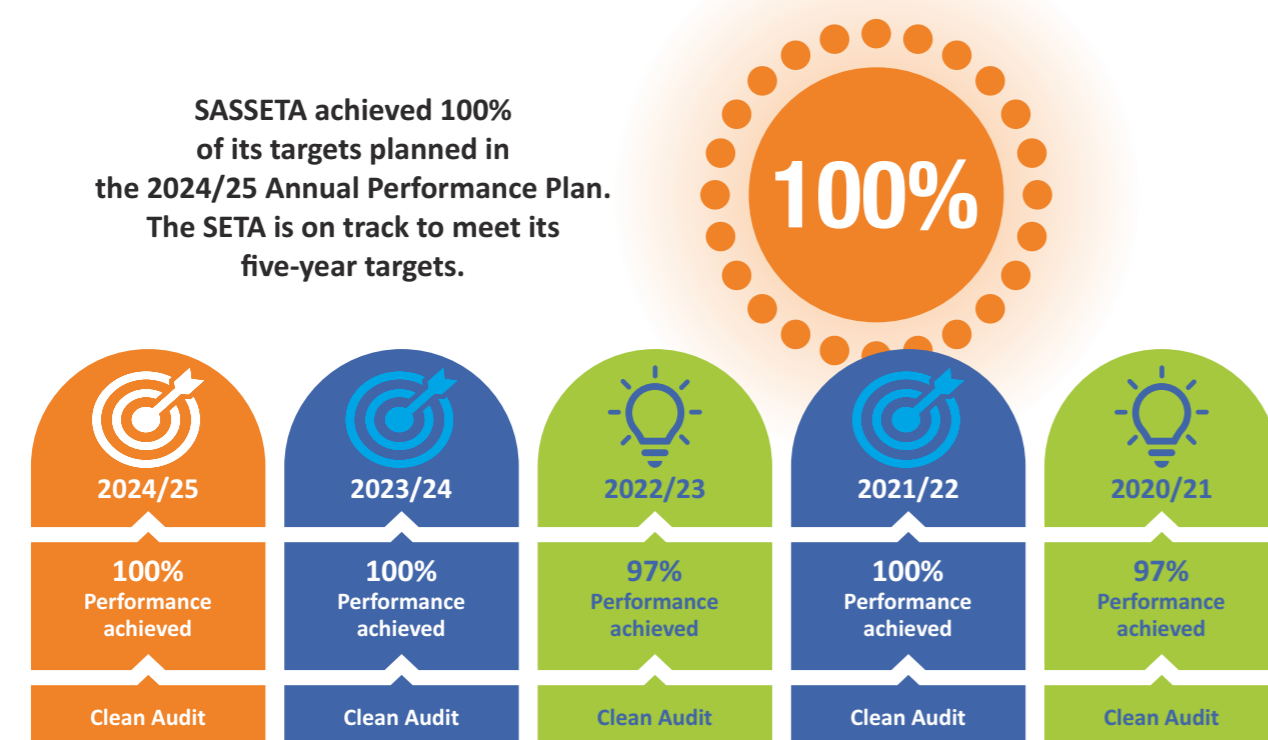 SASSETA achieved 100%
of its targets planned in
the 2024/25 Annual Performance Plan.
The SETA is on track to meet its
five-year targets.
100%
2024/25
100%
Performance
achieved
Clean Audit
2023/24
100%
Performance
achieved
Clean Audit
2022/23
97%
Performance
achieved
Clean Audit
2021/22
100%
Performance
achieved
Clean Audit
2020/21
97%
Performance
achieved
Clean Audit